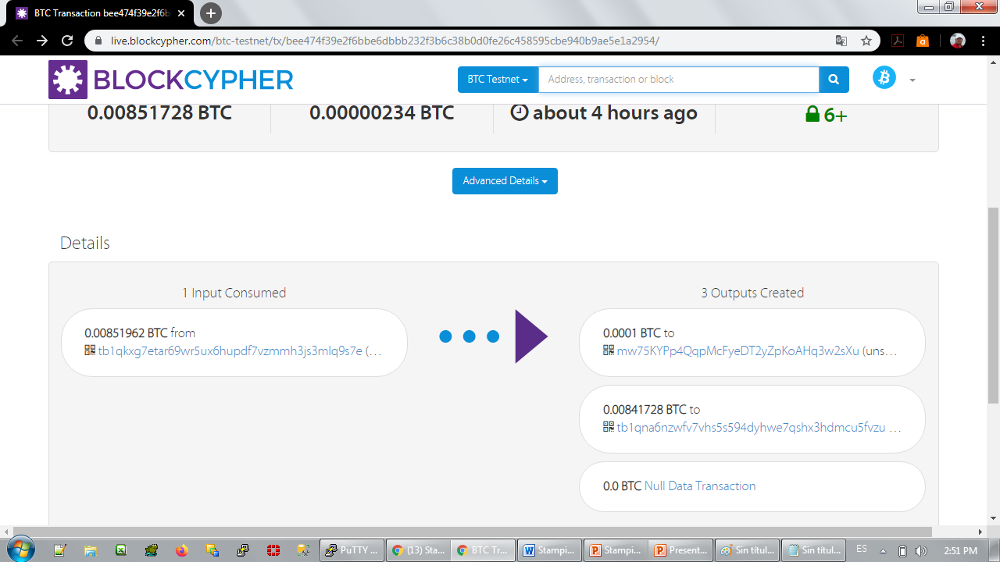 BTC Transaction bee474f39e2f6b
live.blockcypher.com/btc-testnet/tx/bee474f39e2f6bbe6dbbb232f3b6c38b0d0fe26c458595cbe940b9ae5e1a2954/
BLOCKCYPHER
BTC Testnet
Address, transaction or block
0.00851728 BTC
0.00000234 BTC
about 4 hours ago
6+
Advanced Details
Details
1 Input Consumed
3 Outputs Created
0.00851962 BTC from
tb1qkxg7etar69wr5ux6hupdf7vzmmh3js3mlq9s7e (...
0.0001 BTC to
mw75KYPp4QqpMcFyeDT2yZpKoAHq3w2sXu (uns...
0.00841728 BTC to
tb1qna6nzwfv7vhs5s594dyhwe7qshx3hdmcu5fvzu ...
0.0 BTC Null Data Transaction
PuTTY ...
(13) Sta...
BTC Tr...
Stampi...
Stampi...
Present...
Sin títul...
Sin títul...
ES
2:51 PM